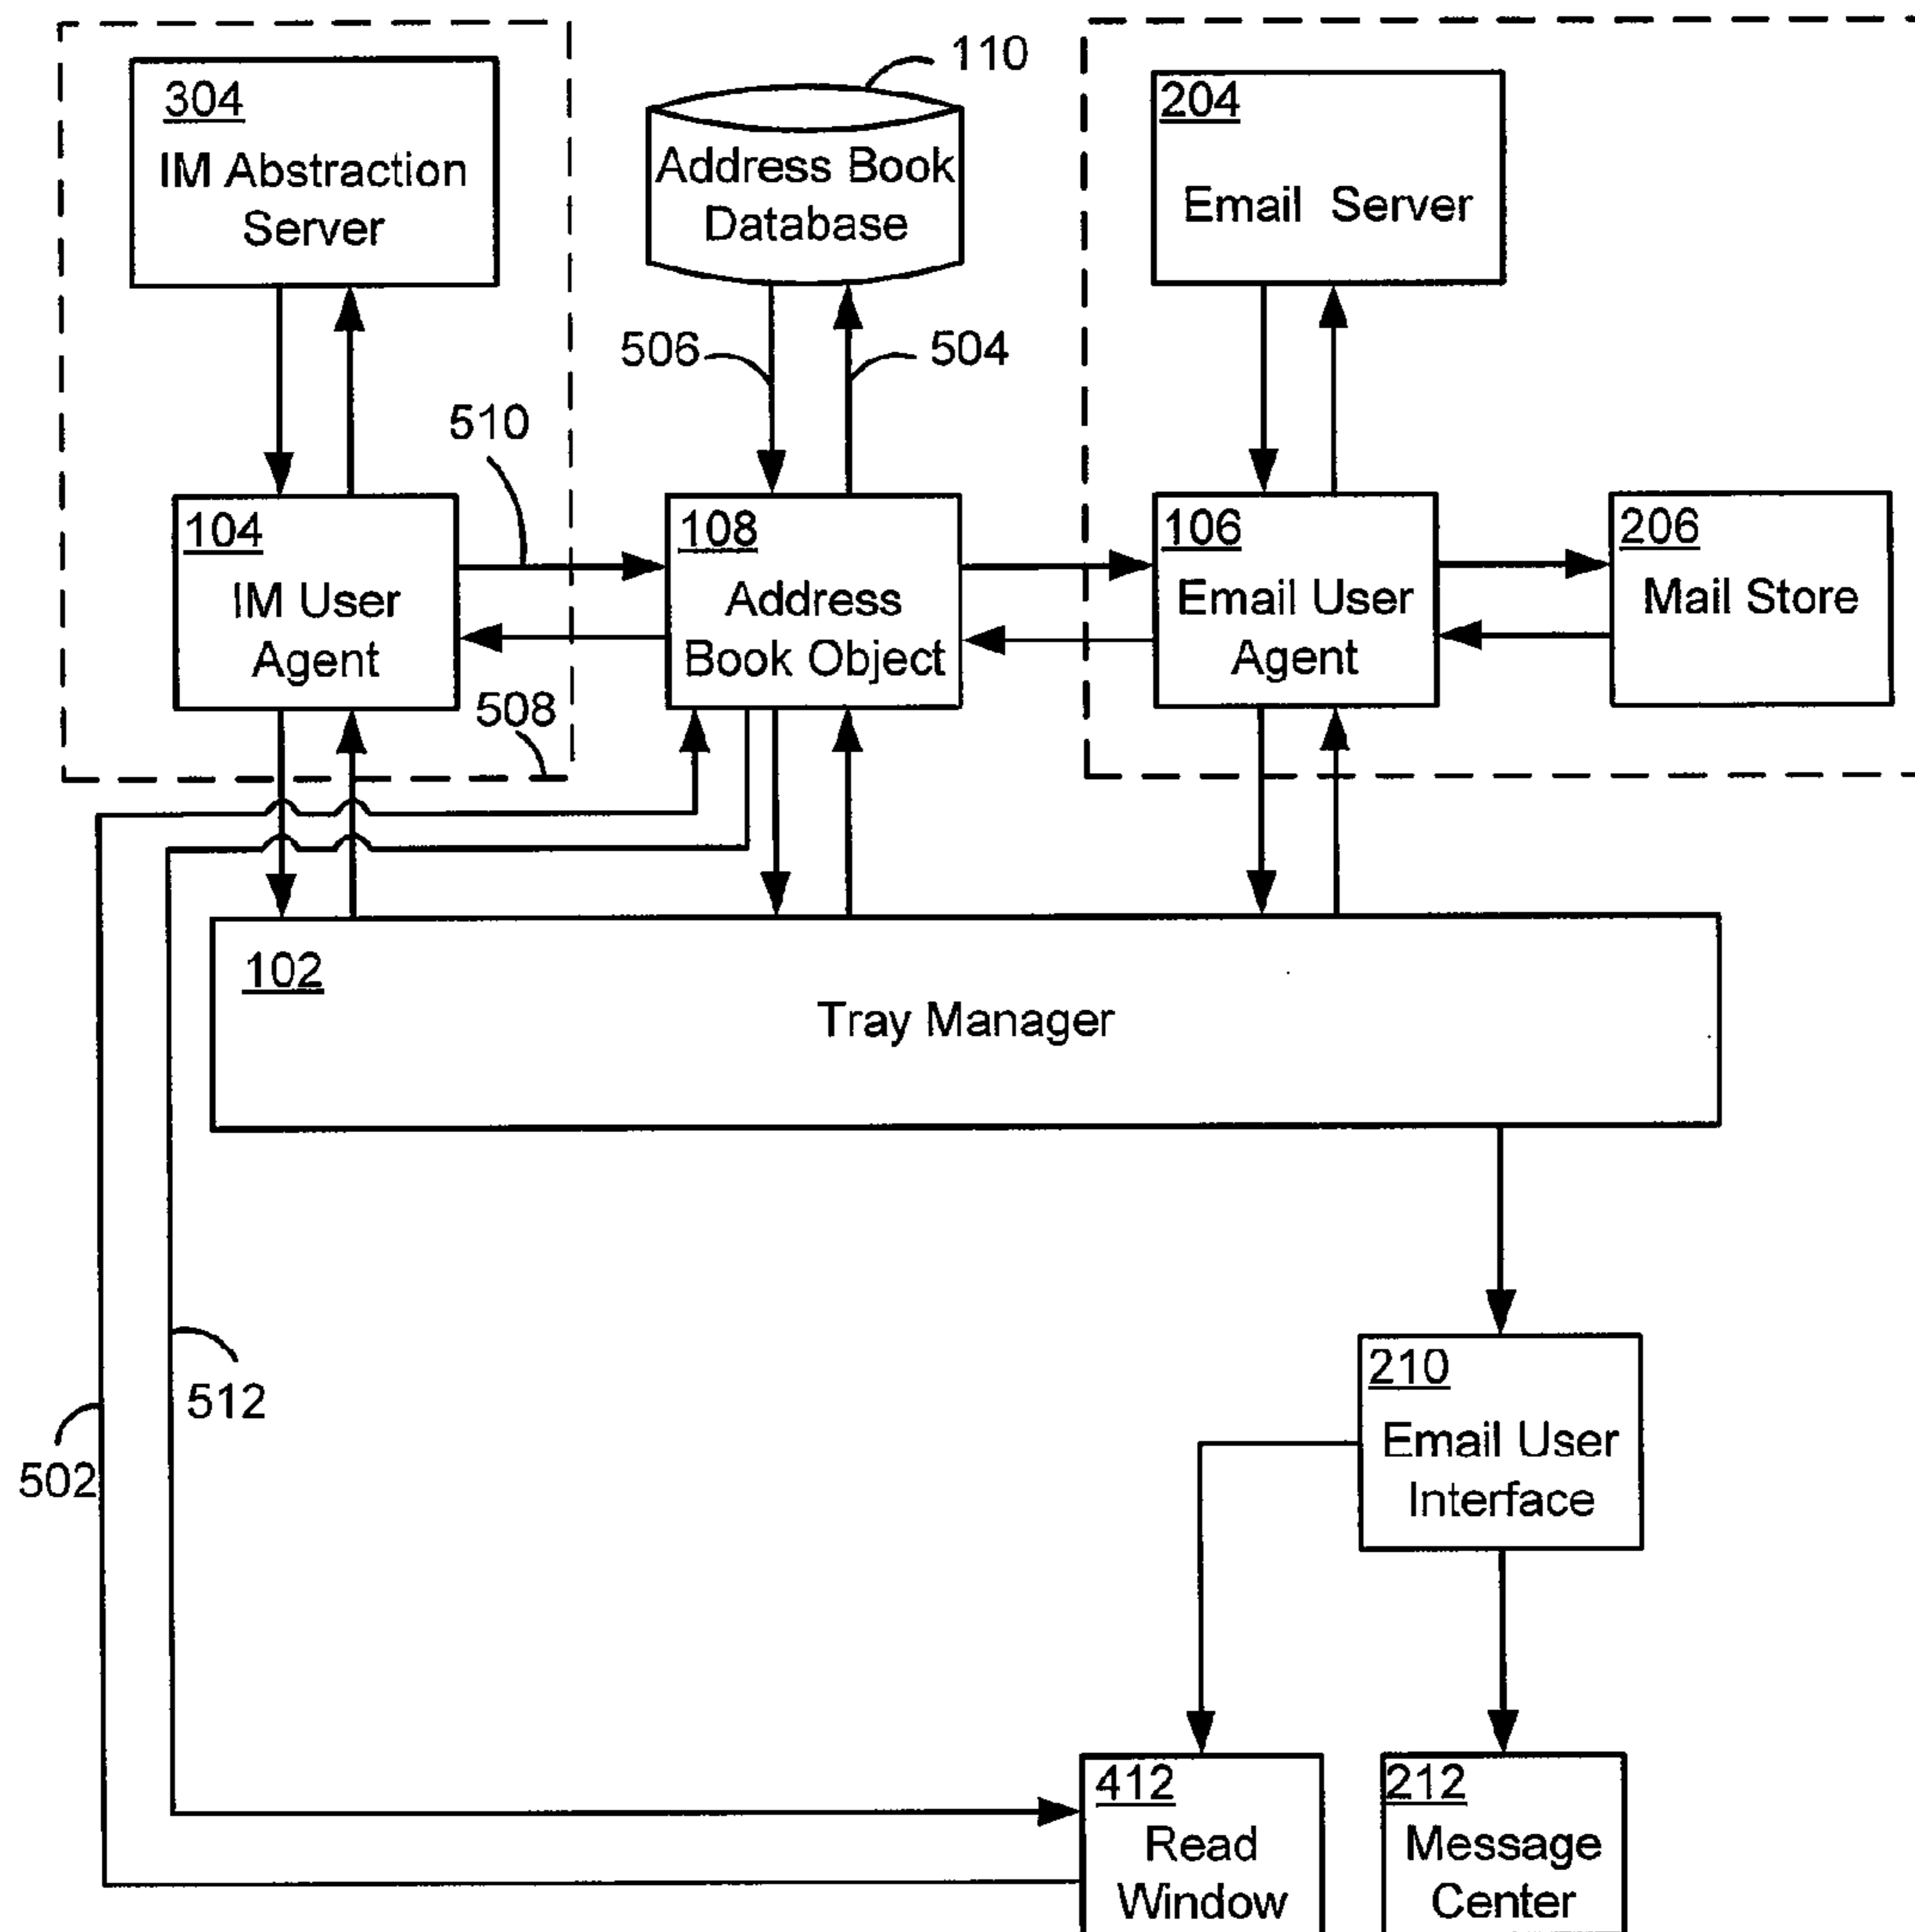 110
304
IM Abstraction
Server
Address Book
Database
204
Email Server
506
504
510
104
IM User
Agent
108
Address
Book Object
106
Email User
Agent
206
Mail Store
508
102
Tray Manager
210
Email User
Interface
512
502
412
Read
Window
212
Message
Center